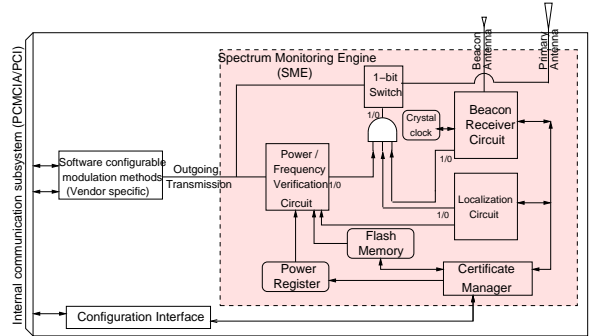 Internal communication subsystem (PCMCIA/PCI)
Beacon
Antenna
Primary
Antenna
Spectrum Monitoring Engine
(SME)
1−bit
Switch
1/0
Crystal
clock
Beacon
Receiver
Circuit
1/0
Software configurable
modulation methods
(Vendor specific)
Outgoing
Transmission
Power /
Frequency
Verification
Circuit
1/0
Localization
Circuit
1/0
Flash
Memory
Power
Register
Certificate
Manager
Configuration Interface